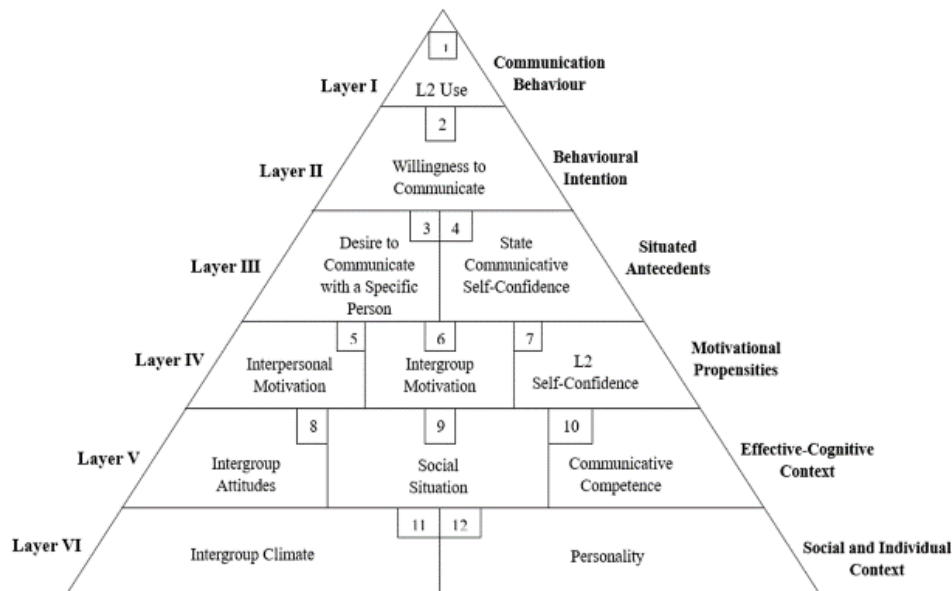 1
Communication
Behaviour
Layer I
L2 Use
2
Willingness to
Communicate
Layer II
Behavioural
Intention
3
4
Desire to
Communicate
with a Specific
Person
State
Communicative
Self-Confidence
Layer III
Situated
Antecedents
5
6
7
Layer IV
Interpersonal
Motivation
Intergroup
Motivation
L2
Self-Confidence
Motivational
Propensities
8
9
10
Layer V
Intergroup
Attitudes
Social
Situation
Communicative
Competence
Effective-Cognitive
Context
11
12
Layer VI
Intergroup Climate
Personality
Social and Individual
Context